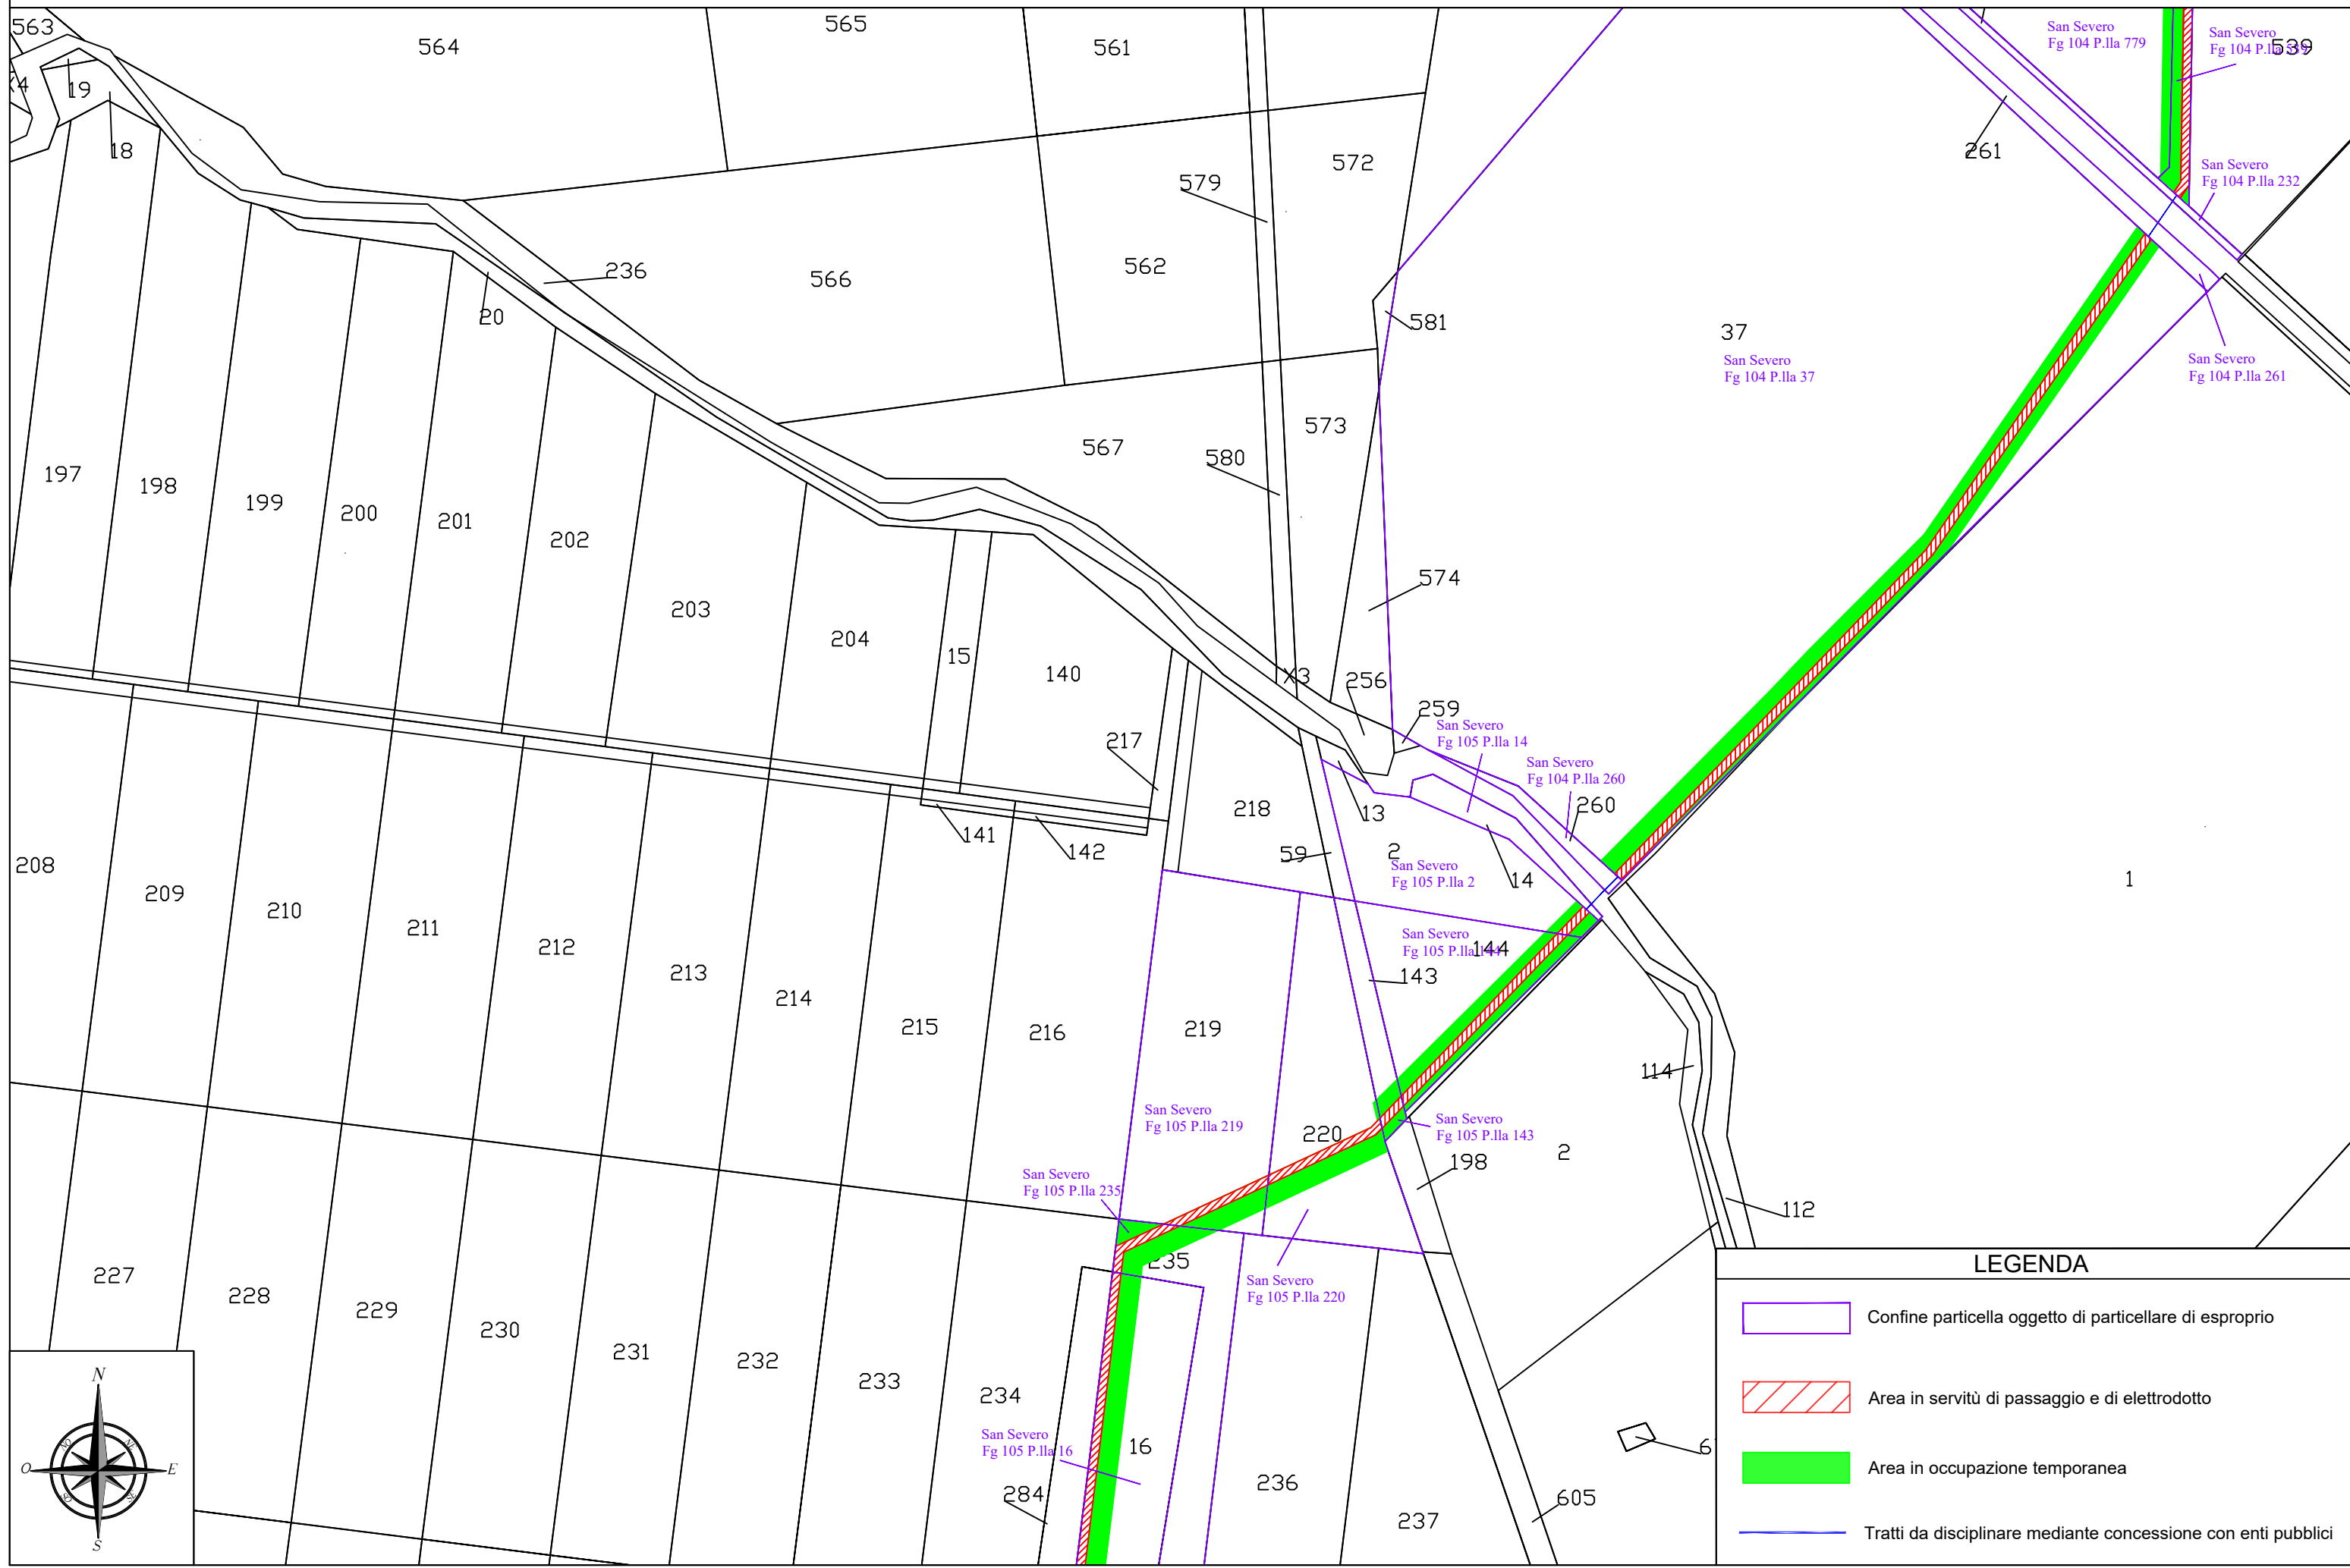 563
564
565
561
San Severo
Fg 104 P.lla 779
San Severo
539
19
18
579
572
261
San Severo
Fg 104 P.lla 232
236
566
562
20
581
37
San Severo
Fg 104 P.lla 37
San Severo
Fg 104 P.lla 261
567
580
573
197
198
199
200
201
202
203
204
15
140
574
X3
256
259
217
San Severo
Fg 105 P.lla 14
San Severo
Fg 104 P.lla 260
260
218
13
141
142
59
2
San Severo
Fg 105 P.lla 2
14
1
208
209
210
211
212
213
214
215
216
219
San Severo
Fg 105 P.lla 144
144
143
114
San Severo
Fg 105 P.lla 219
220
San Severo
Fg 105 P.lla 143
2
198
San Severo
Fg 105 P.lla 235
112
235
227
228
229
230
231
232
233
234
San Severo
Fg 105 P.lla 220
San Severo
Fg 105 P.lla 16
16
284
236
237
605
6
LEGENDA
Confine particella oggetto di particellare di esproprio
Area in servitù di passaggio e di elettrodotto
Area in occupazione temporanea
Tratti da disciplinare mediante concessione con enti pubblici
N
NO
NE
O
E
SO
S